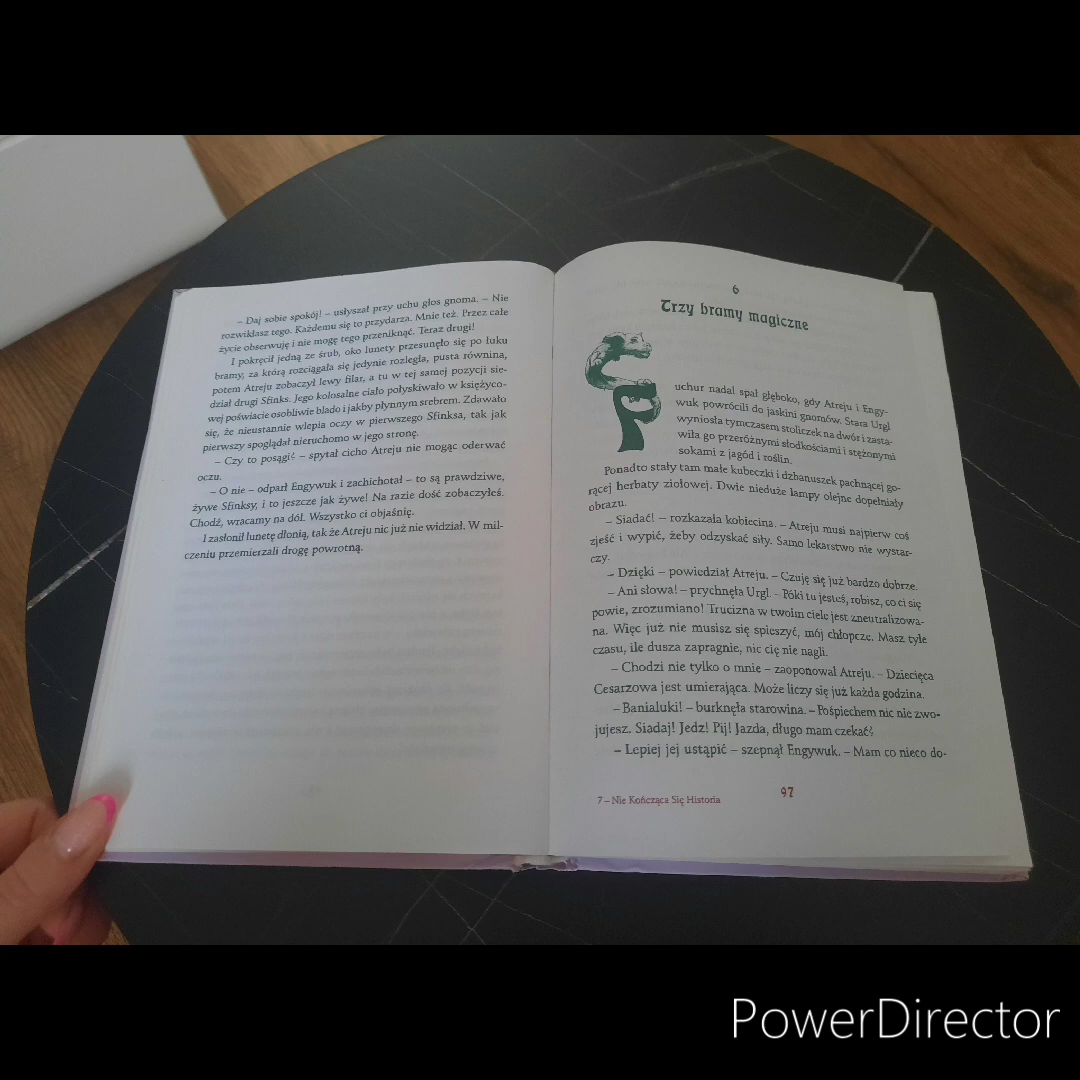 – Daj sobie spokój! – usłyszał przy uchu głos gnoma. – Nie
rozwikłasz tego. Każdemu się to przydarza. Mnie też. Przez całe
życie obserwuję i nie mogę tego przeniknąć. Teraz drugi!
I pokręcił jedną ze śrub, oko lunety przesunęło się po łuku
bramy, za którą rozciągała się jedynie rozległa, pusta równina,
potem Atreju zobaczył lewy filar, a tu w tej samej pozycji sie-
dział drugi Sfinks. Jego kolosalne ciało połyskiwało w księżyco-
wej poświacie osobliwie blado i jakby płynnym srebrem. Zdawało
się, że nieustannie wlepia oczy w pierwszego Sfinksa, tak jak
pierwszy spoglądał nieruchomo w jego stronę.
– Czy to posągi? – spytał cicho Atreju nie mogąc oderwać
oczu.
– O nie – odparł Engywuk i zachichotał – to są prawdziwe,
żywe Sfinksy, i to jeszcze jak żywe! Na razie dość zobaczyłeś.
Chodź, wracamy na dół. Wszystko ci objaśnię.
I zasłonił lunetę dłonią, tak że Atreju nic już nie widział. W mil-
czeniu przemierzali drogę powrotną.
6
Trzy bramy magiczne
F
uchur nadal spał głęboko, gdy Atreju i Engy-
wuk powrócili do jaskini gnomów. Stara Urgl
wyniosła tymczasem stoliczek na dwór i zasta-
wiła go przeróżnymi słodkościami i stężonymi
sokami z jagód i roślin.
Ponadto stały tam małe kubeczki i dzbanuszek pachnącej go-
rącej herbaty ziołowej. Dwie nieduże lampy olejne dopełniały
obrazu.
– Siadać! – rozkazała kobiecina. – Atreju musi najpierw coś
zjeść i wypić, żeby odzyskać siły. Samo lekarstwo nie wystar-
czy.
– Dzięki – powiedział Atreju. – Czuję się już bardzo dobrze.
– Ani słowa! – prychnęła Urgl. – Póki tu jesteś, robisz, co ci się
powie, zrozumiano! Trucizna w twoim ciele jest zneutralizowa-
na. Więc już nie musisz się spieszyć, mój chłopcze. Masz tyle
czasu, ile dusza zapragnie, nic cię nie nagli.
– Chodzi nie tylko o mnie – zaoponował Atreju. – Dziecięca
Cesarzowa jest umierająca. Może liczy się już każda godzina.
– Banialuki! – burknęła starowina. – Pośpiechem nic nie zwo-
jujesz. Siadaj! Jedz! Pij! Jazda, długo mam czekać?
– Lepiej jej ustąpić – szepnął Engywuk. – Mam co nieco do-
7 – Nie Kończąca Się Historia
97
PowerDirector